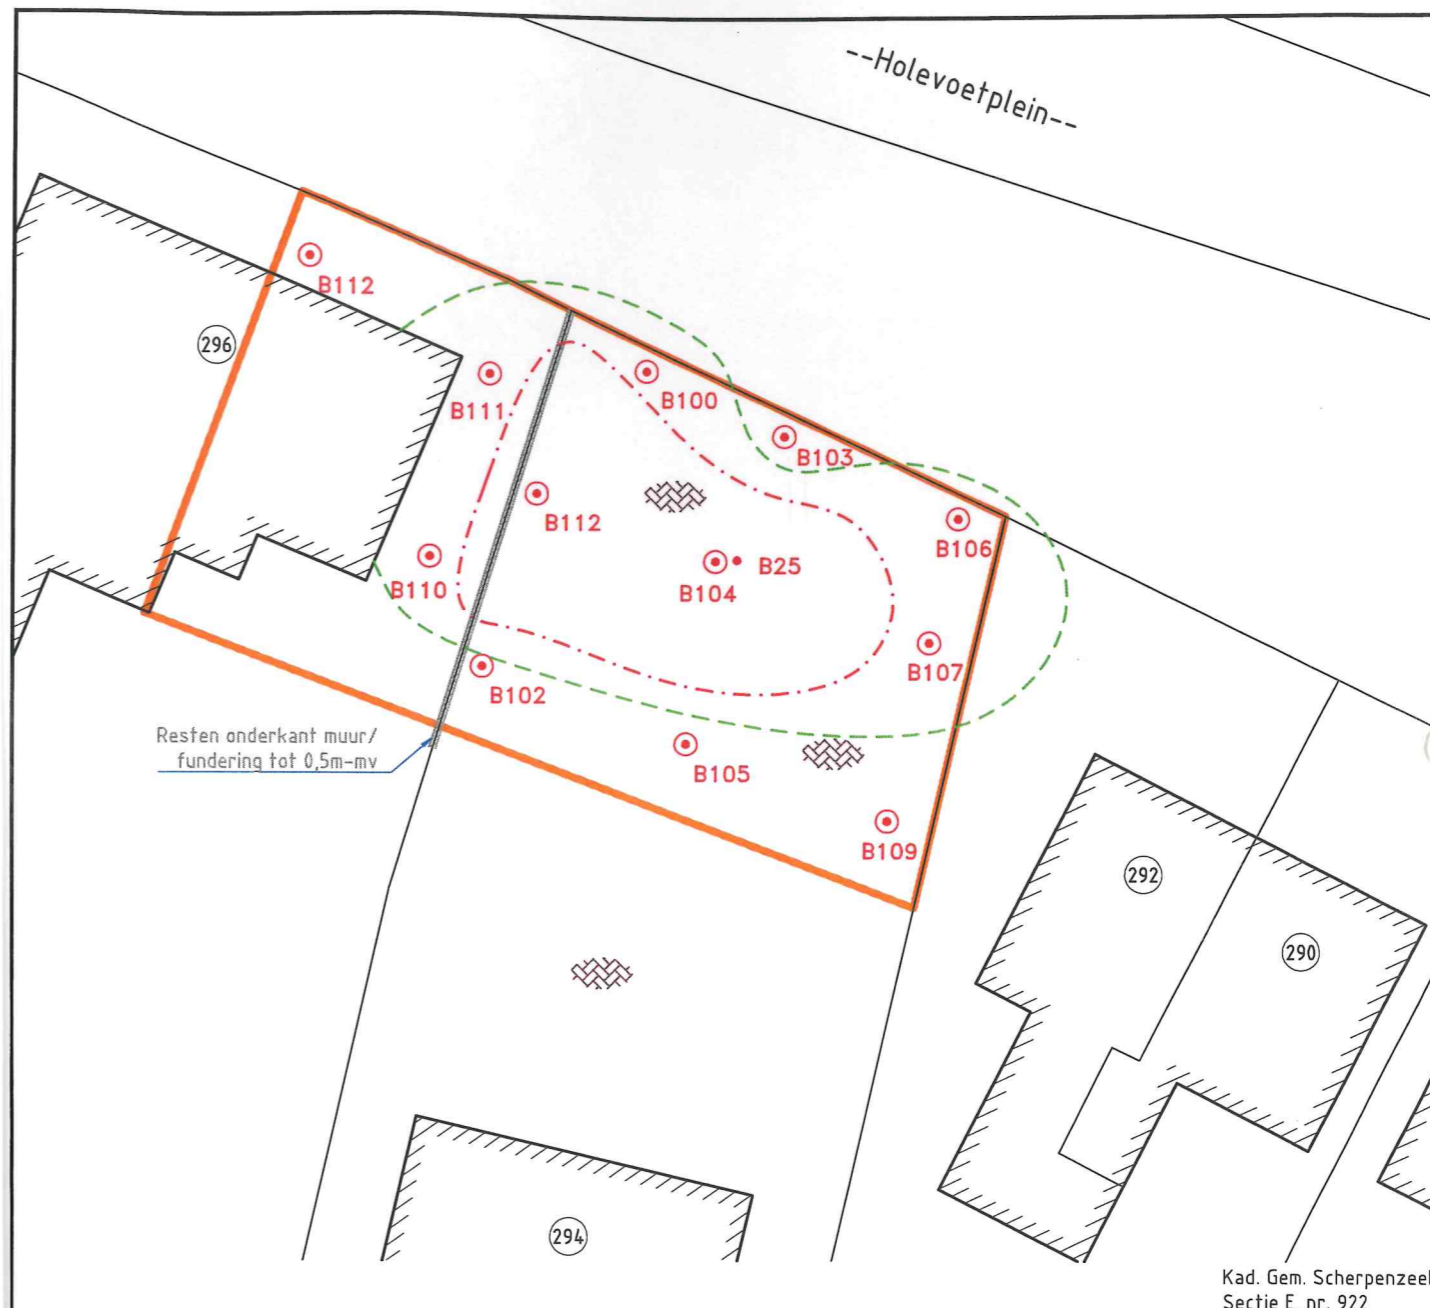 --Holevoetplein--
B112
296
B111
B100
B103
B112
B106
B110
B104
B25
B107
B102
Resten onderkant muur/
fundering tot 0,5m-mv
B105
B109
292
290
294
Kad. Gem. Scherpenzeel
Sectie E, nr. 922